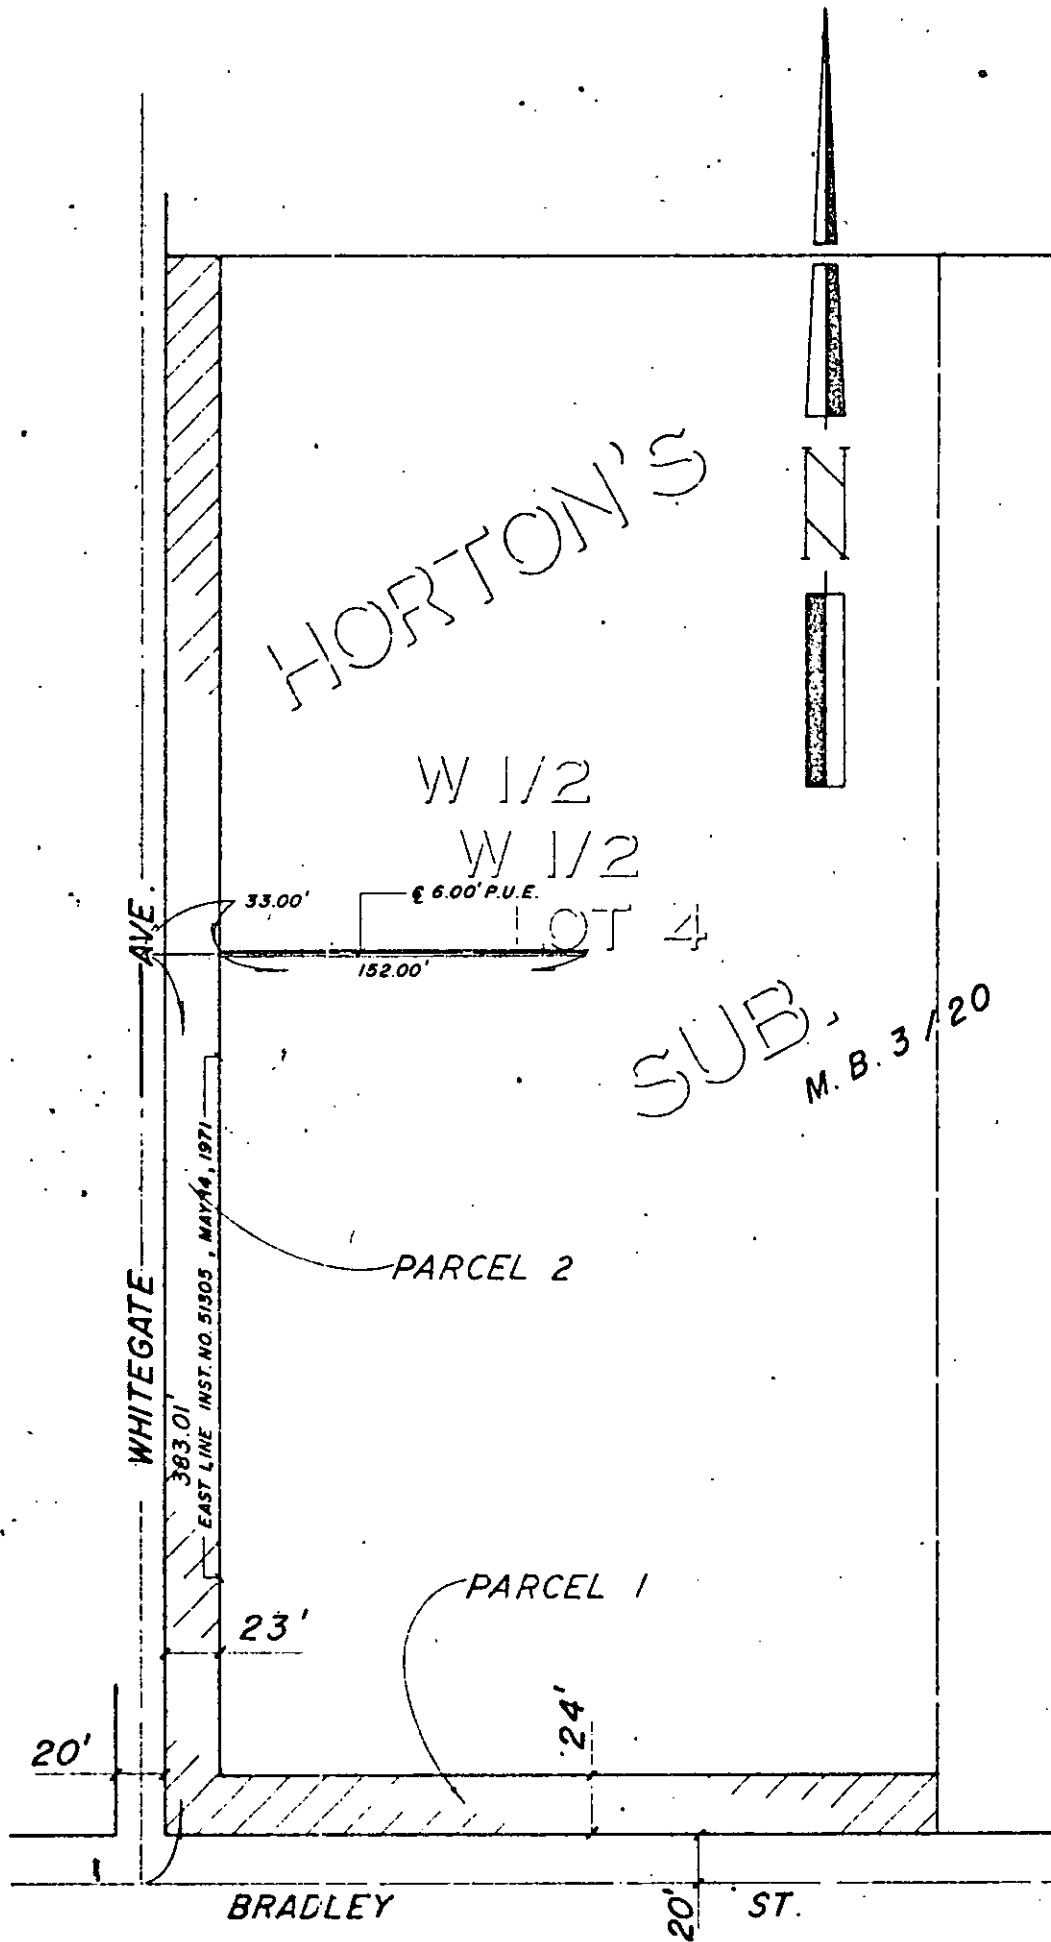 N
HORTON'S
W 1/2
W 1/2
LOT 4
SUB.
M. B. 3 / 20
33.00'
℄ 6.00' P.U.E.
152.00'
WHITEGATE AVE.
383.01'
EAST LINE INST. NO. 51305, MAY 14, 1971
PARCEL 2
PARCEL 1
23'
24'
20'
BRADLEY ST.
20'